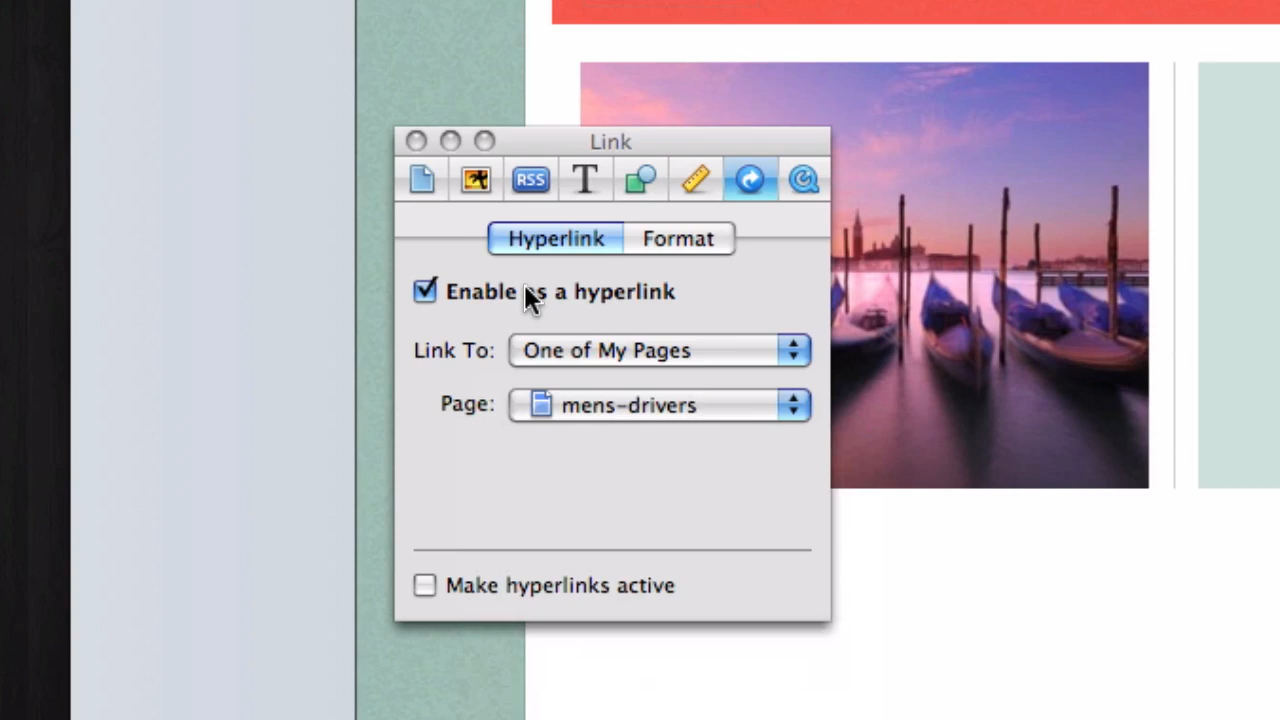 Link
RSS
T
Hyperlink Format
Enable as a hyperlink
Link To: One of My Pages
Page: mens-drivers
Make hyperlinks active